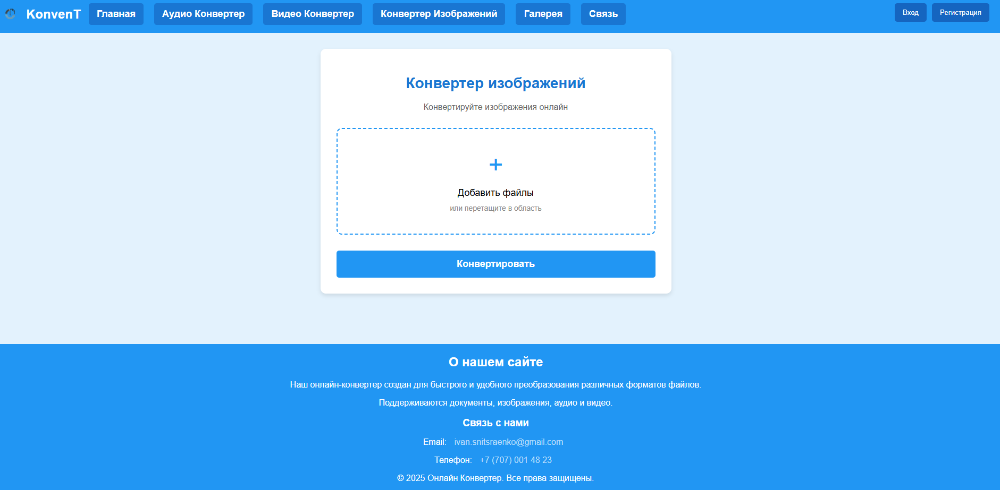 KonvenT Главная Аудио Конвертер Видео Конвертер Конвертер Изображений Галерея Связь Вход Регистрация
Конвертер изображений
Конвертируйте изображения онлайн
+
Добавить файлы
или перетащите в область
Конвертировать
О нашем сайте
Наш онлайн-конвертер создан для быстрого и удобного преобразования различных форматов файлов.
Поддерживаются документы, изображения, аудио и видео.
Связь с нами
Email: ivan.snitsraenko@gmail.com
Телефон: +7 (707) 001 48 23
© 2025 Онлайн Конвертер. Все права защищены.